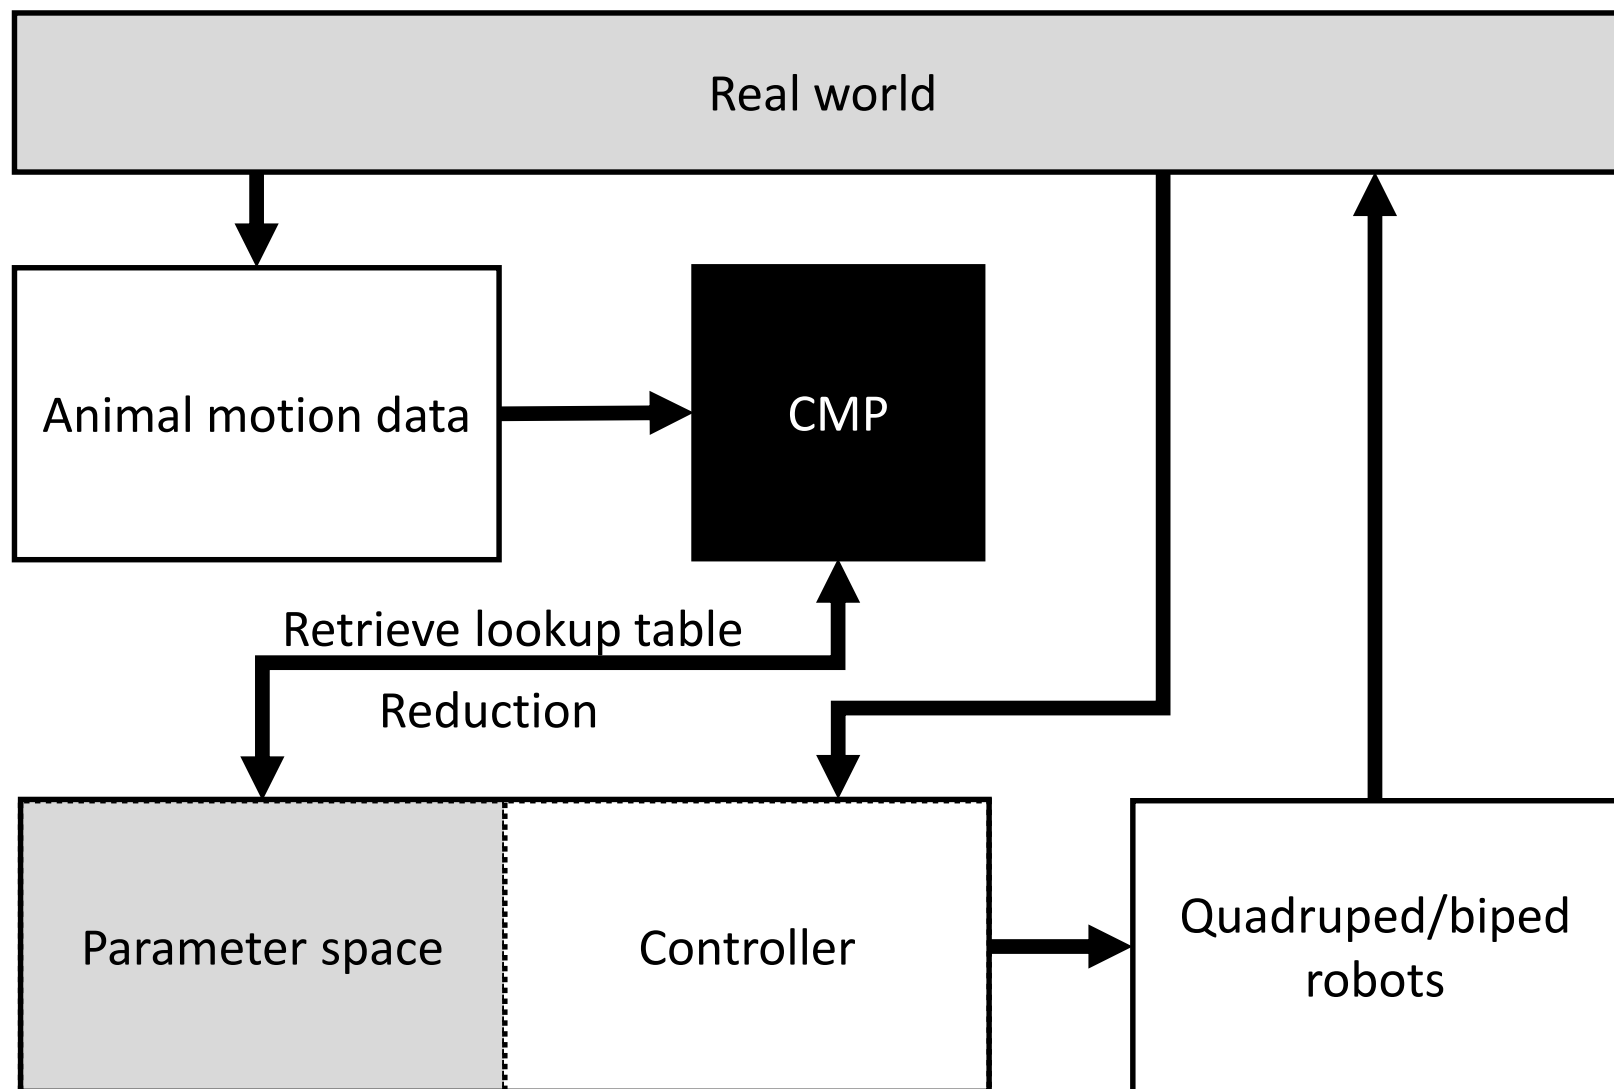 Real world
Animal motion data
CMP
Retrieve lookup table
Reduction
Parameter space
Controller
Quadruped/biped
robots